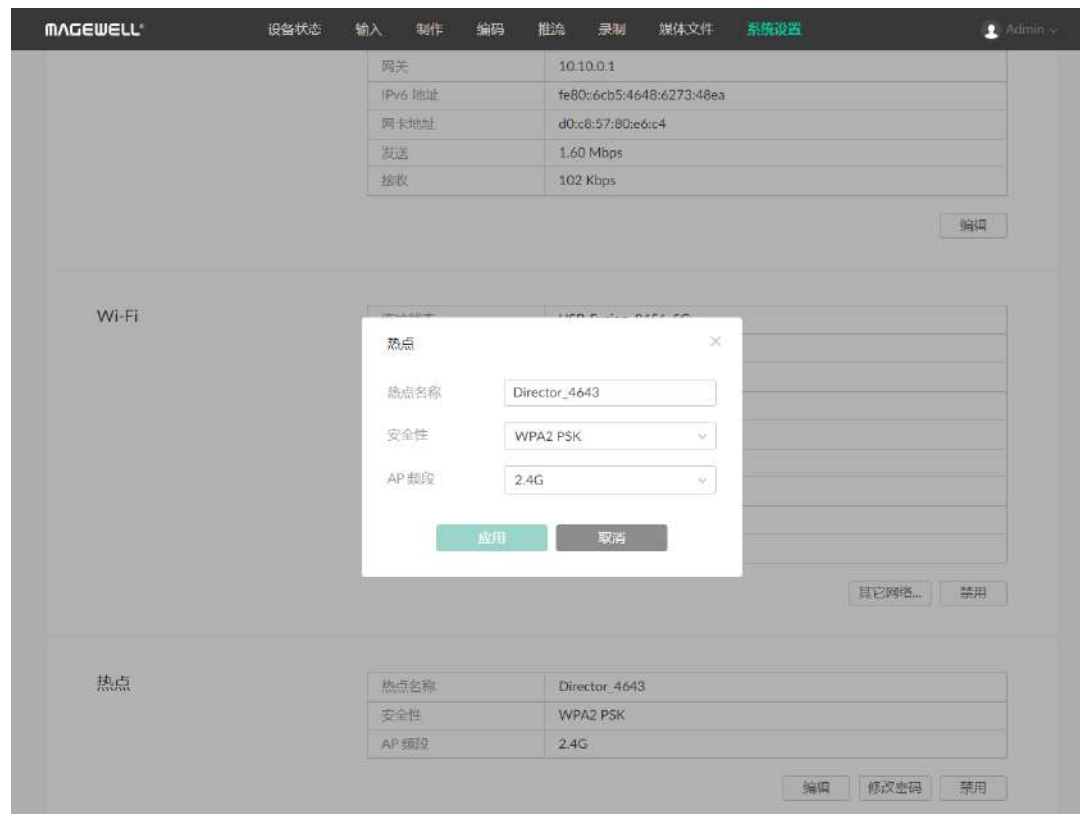 MAGEWELL 设备状态 输入 制作 编码 推流 录制 媒体文件 系统设置 Admin
网关 10.10.0.1
IPv6 地址 fe80::6cb5:4648:6273:48ea
网卡地址 d0:c8:57:80:e6:c4
发送 1.60 Mbps
接收 102 Kbps
编辑
Wi-Fi
热点
热点名称 Director_4643
安全性 WPA2 PSK
AP 频段 2.4G
应用 取消
其它网络... 禁用
热点
热点名称 Director_4643
安全性 WPA2 PSK
AP 频段 2.4G
编辑 修改密码 禁用